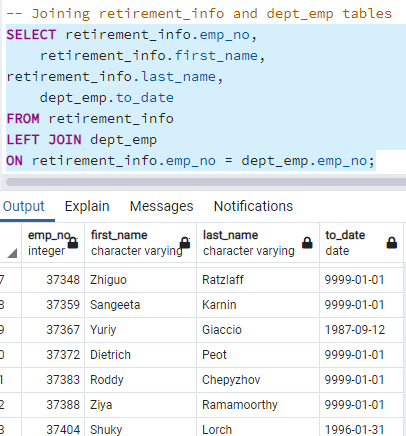 -- Joining retirement_info and dept_emp tables
SELECT retirement_info.emp_no,
retirement_info.first_name,
retirement_info.last_name,
dept_emp.to_date
FROM retirement_info
LEFT JOIN dept_emp
ON retirement_info.emp_no = dept_emp.emp_no;
Output Explain Messages Notifications
emp_no first_name last_name to_date
integer character varying character varying date
7 37348 Zhiguo Ratzlaff 9999-01-01
8 37359 Sangeeta Karnin 9999-01-01
9 37367 Yuriy Giaccio 1987-09-12
0 37372 Dietrich Peot 9999-01-01
1 37383 Roddy Chepyzhov 9999-01-01
2 37388 Ziya Ramamoorthy 9999-01-01
3 37404 Shuky Lorch 1996-01-31